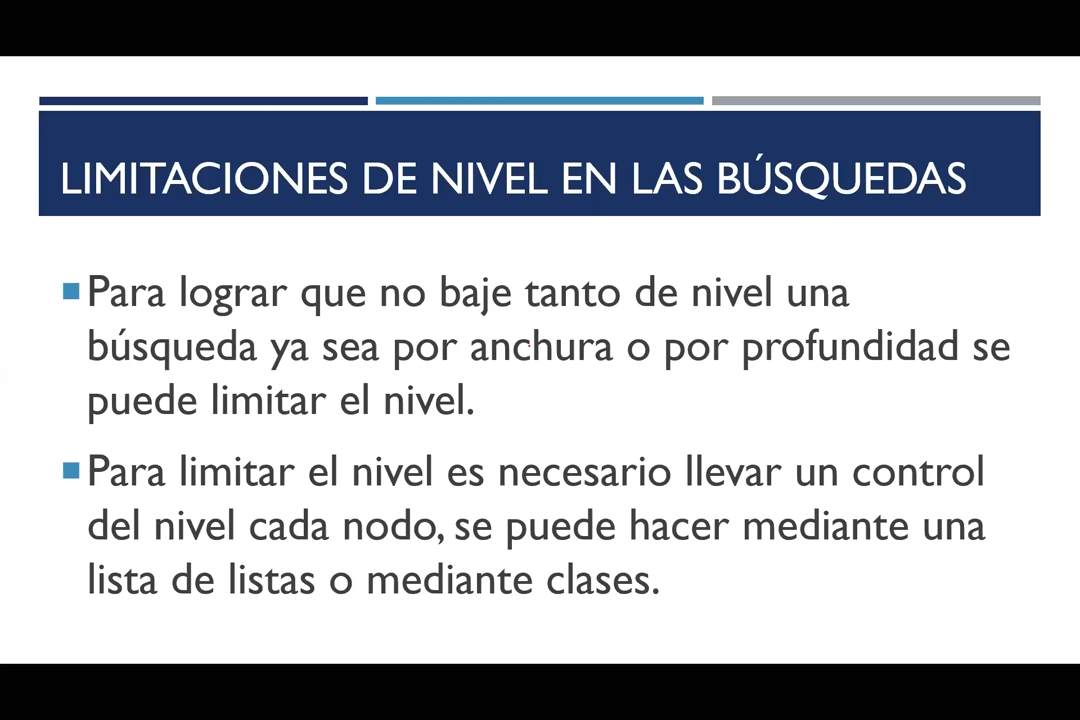 LIMITACIONES DE NIVEL EN LAS BÚSQUEDAS
Para lograr que no baje tanto de nivel una
búsqueda ya sea por anchura o por profundidad se
puede limitar el nivel.
Para limitar el nivel es necesario llevar un control
del nivel cada nodo, se puede hacer mediante una
lista de listas o mediante clases.